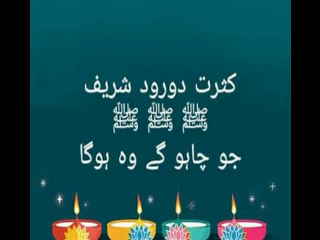 کثرت دورود شریف
ﷺ ﷺ ﷺ
جو چاہو گے وہ ہوگا